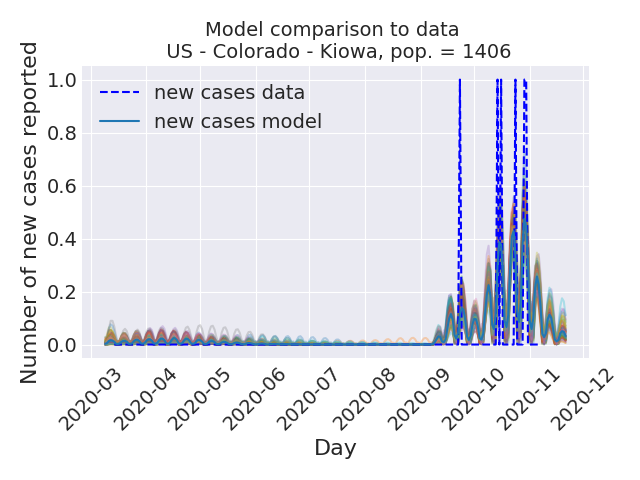 Model comparison to data
US - Colorado - Kiowa, pop. = 1406
Number of new cases reported
1.0
0.8
0.6
0.4
0.2
0.0
new cases data
new cases model
2020-03
2020-04
2020-05
2020-06
2020-07
2020-08
2020-09
2020-10
2020-11
2020-12
Day